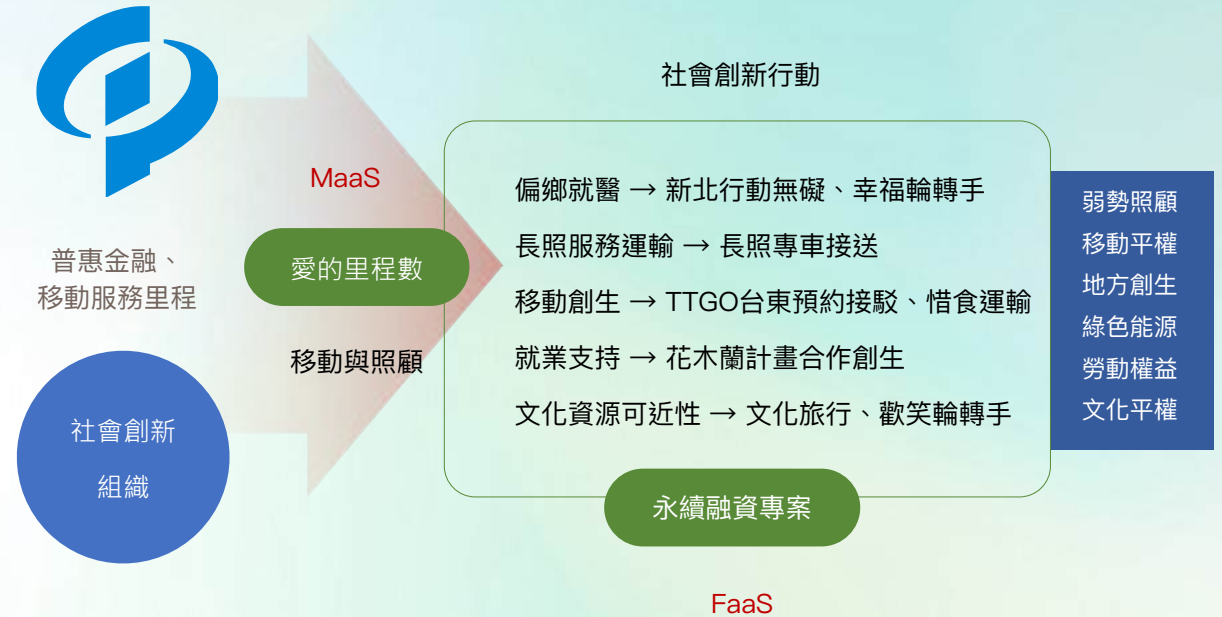 社會創新行動
MaaS
愛的里程數
移動與照顧
普惠金融、
移動服務里程
社會創新
組織
偏鄉就醫 → 新北行動無礙、幸福輪轉手
長照服務運輸 → 長照專車接送
移動創生 → TTGO台東預約接駁、惜食運輸
就業支持 → 花木蘭計畫合作創生
文化資源可近性 → 文化旅行、歡笑輪轉手
永續融資專案
FaaS
弱勢照顧
移動平權
地方創生
綠色能源
勞動權益
文化平權